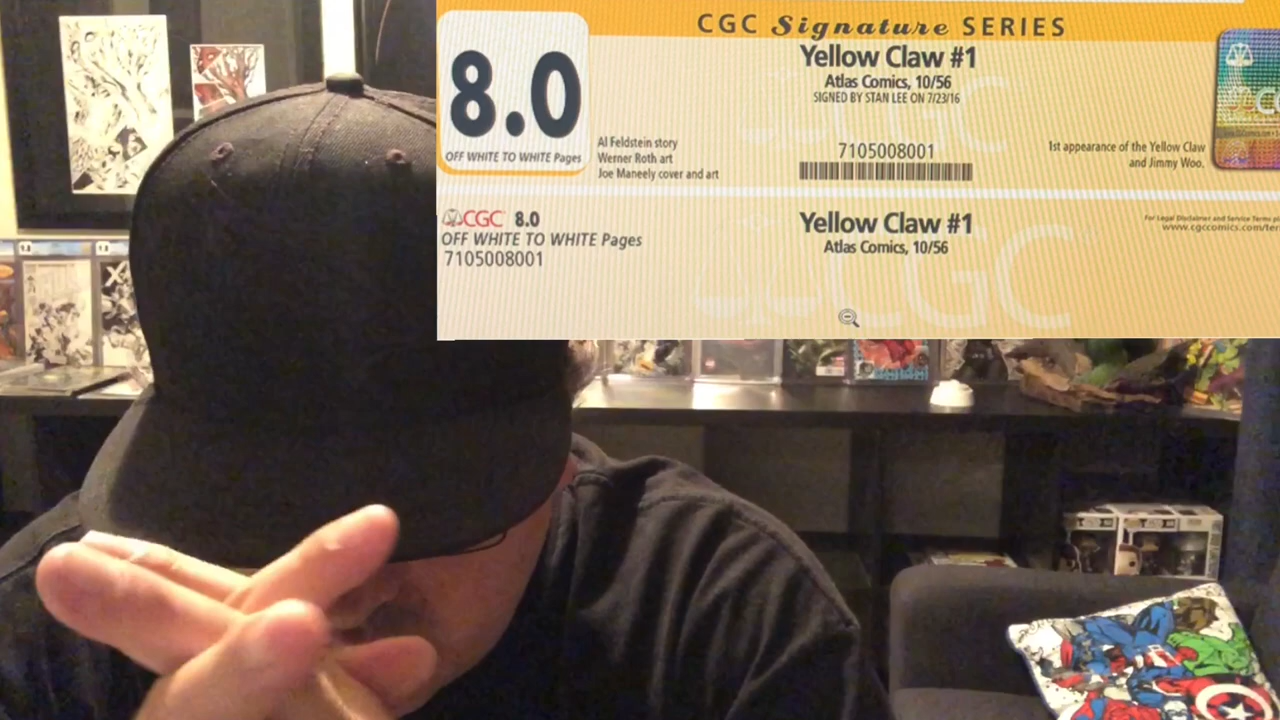 CGC Signature SERIES
8.0
OFF WHITE TO WHITE Pages
Al Feldstein story
Werner Roth art
Joe Maneely cover and art
Yellow Claw #1
Atlas Comics, 10/56
SIGNED BY STAN LEE ON 7/23/16
7105008001
1st appearance of the Yellow Claw
and Jimmy Woo.
CGC 8.0
OFF WHITE TO WHITE Pages
7105008001
Yellow Claw #1
Atlas Comics, 10/56
For Legal Disclaimer and Service Terms
www.cgccomics.com/ter
CGC